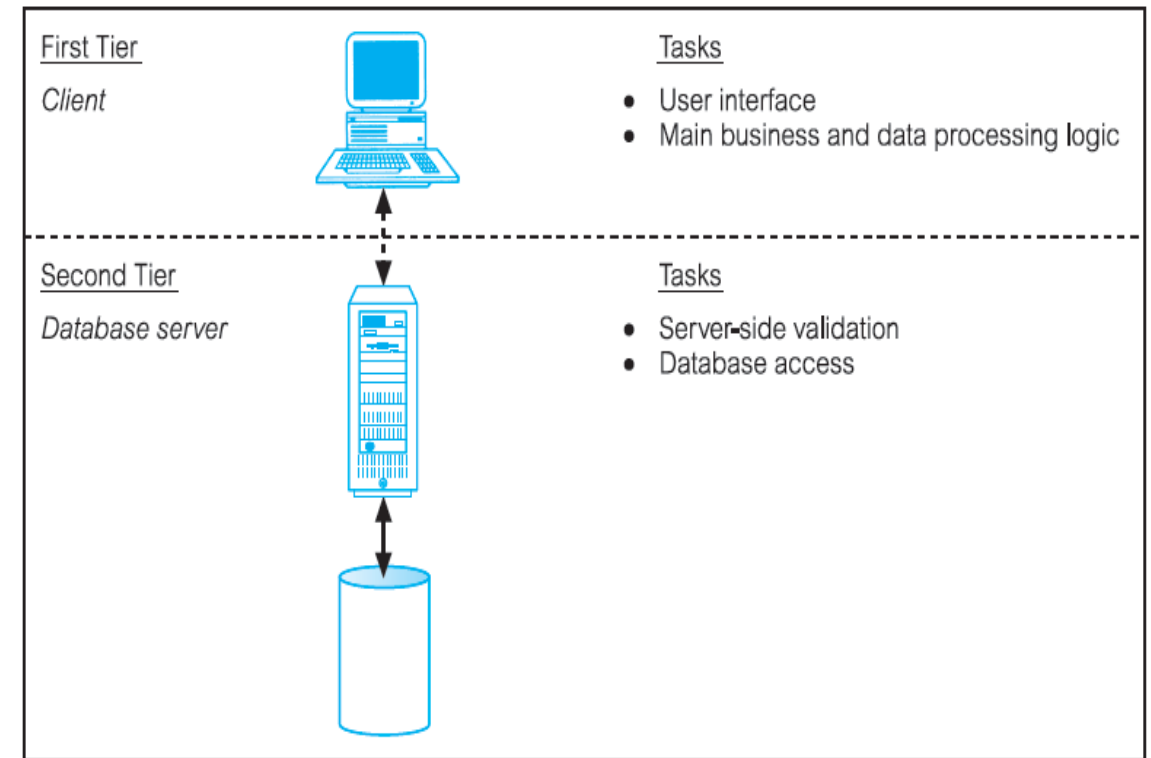 First Tier
Tasks
Client
• User interface
• Main business and data processing logic
Second Tier
Tasks
Database server
• Server-side validation
• Database access